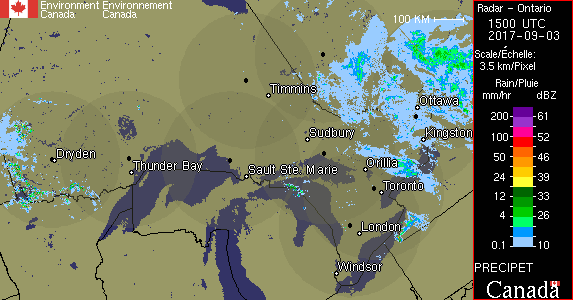 Environment Environnement
Canada Canada
100 KM
Timmins
Ottawa
Sudbury
Kingston
Dryden
Thunder Bay
Sault Ste. Marie
Orillia
Toronto
London
Windsor
Radar - Ontario
1500 UTC
2017-09-03
Scale/Échelle:
3.5 km/Pixel
Rain/Pluie
mm/hr dBZ
200 61
100 52
50 46
24 39
12 33
4 26
0.1 10
PRECIPET
Canada